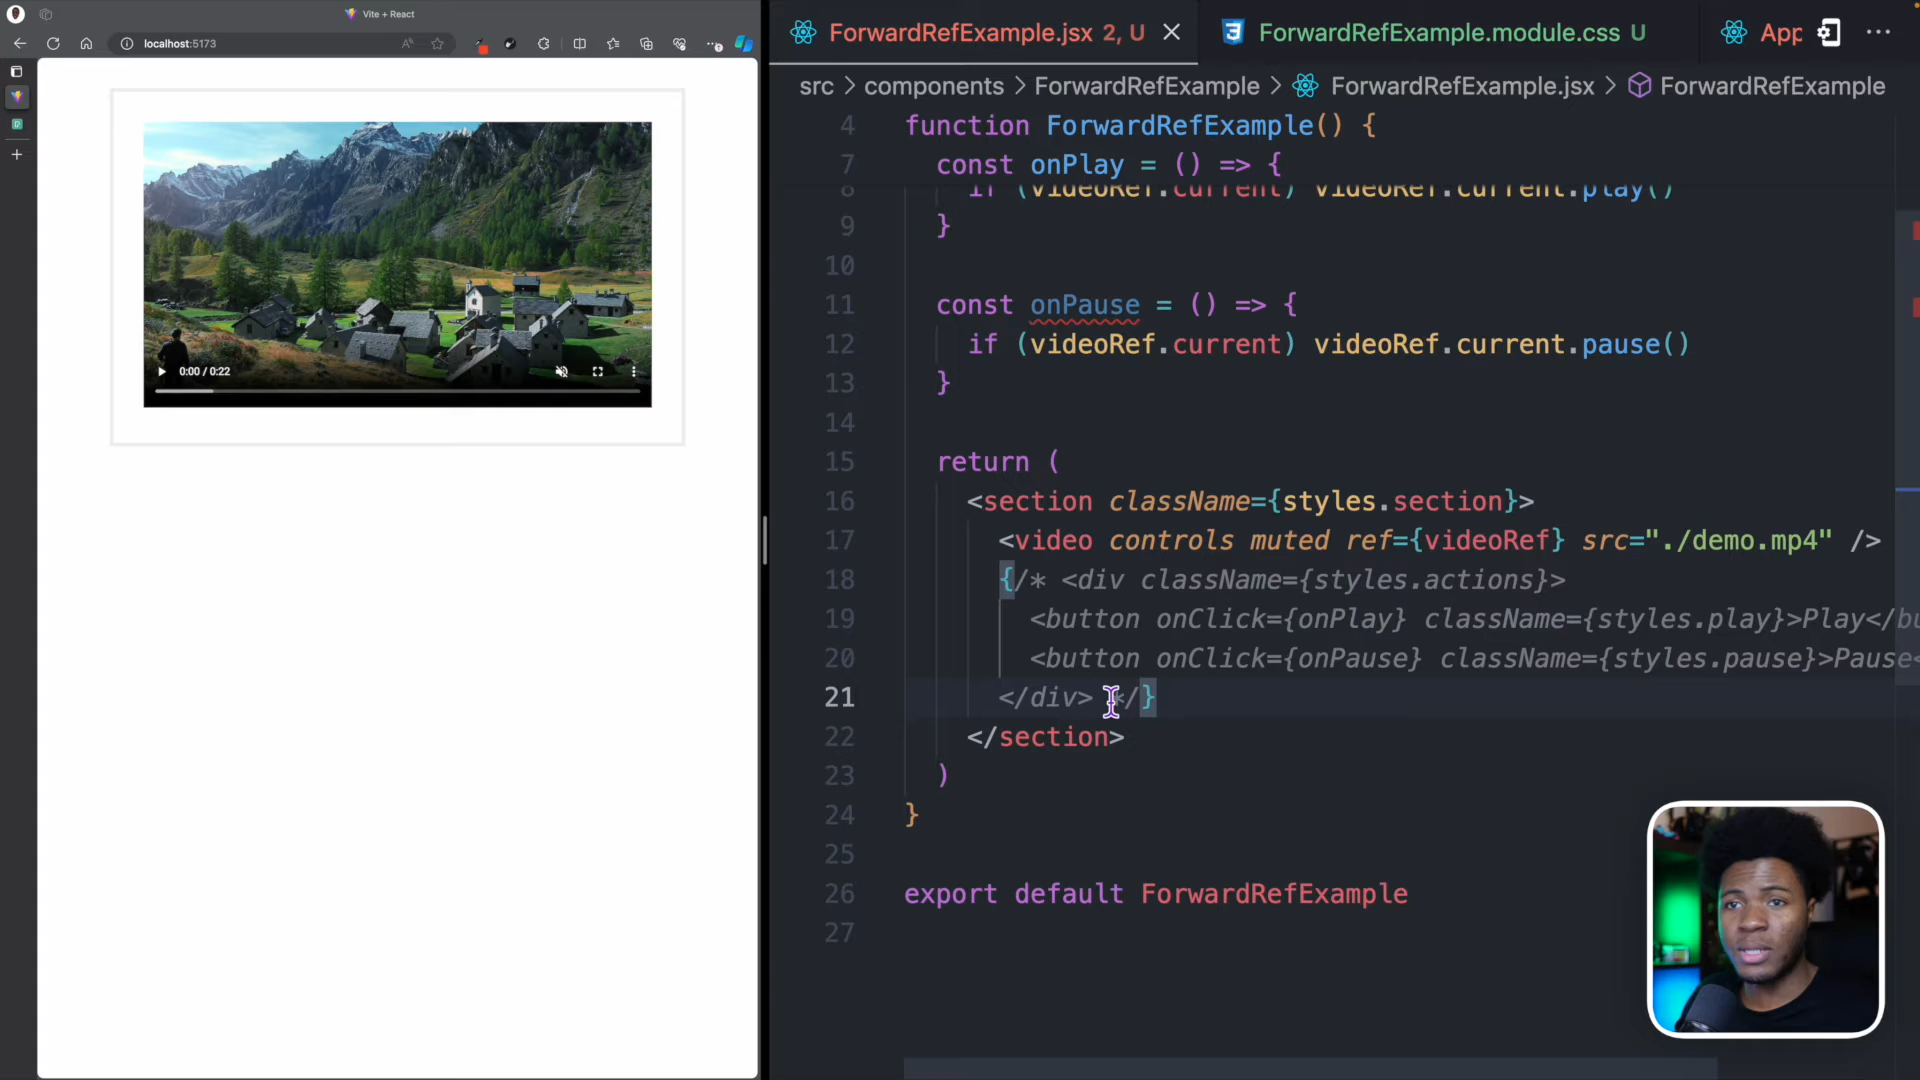 Vite + React
localhost:5173
0:00 / 0:22
ForwardRefExample.jsx 2, U
ForwardRefExample.module.css U
App
src > components > ForwardRefExample > ForwardRefExample.jsx > ForwardRefExample
4 function ForwardRefExample() {
7 const onPlay = () => {
8 if (videoRef.current) videoRef.current.play()
9 }
10
11 const onPause = () => {
12 if (videoRef.current) videoRef.current.pause()
13 }
14
15 return (
16 <section className={styles.section}>
17 <video controls muted ref={videoRef} src="./demo.mp4" />
18 {/* <div className={styles.actions}>
19 <button onClick={onPlay} className={styles.play}>Play</bu
20 <button onClick={onPause} className={styles.pause}>Pause<
21 </div> */}
22 </section>
23 )
24 }
25
26 export default ForwardRefExample
27